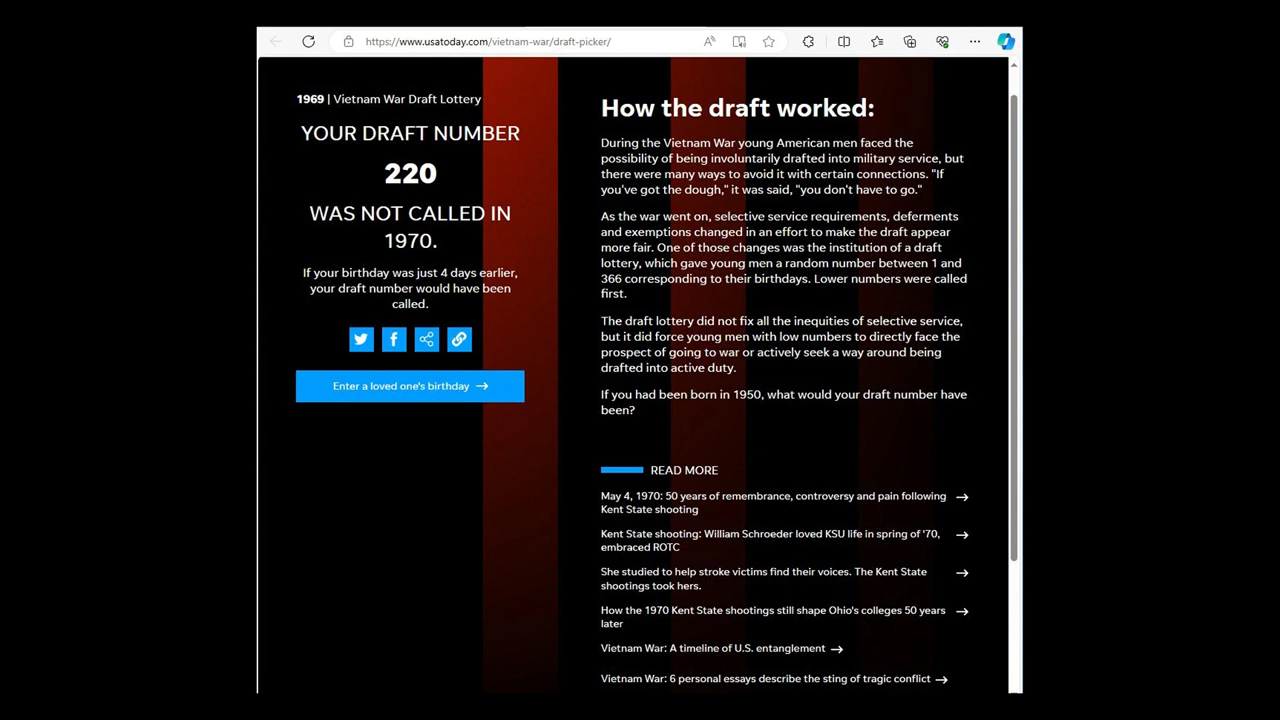 https://www.usatoday.com/vietnam-war/draft-picker/
1969 | Vietnam War Draft Lottery
YOUR DRAFT NUMBER
220
WAS NOT CALLED IN
1970.
If your birthday was just 4 days earlier,
your draft number would have been
called.
Enter a loved one's birthday →
How the draft worked:
During the Vietnam War young American men faced the
possibility of being involuntarily drafted into military service, but
there were many ways to avoid it with certain connections. "If
you've got the dough," it was said, "you don't have to go."
As the war went on, selective service requirements, deferments
and exemptions changed in an effort to make the draft appear
more fair. One of those changes was the institution of a draft
lottery, which gave young men a random number between 1 and
366 corresponding to their birthdays. Lower numbers were called
first.
The draft lottery did not fix all the inequities of selective service,
but it did force young men with low numbers to directly face the
prospect of going to war or actively seek a way around being
drafted into active duty.
If you had been born in 1950, what would your draft number have
been?
READ MORE
May 4, 1970: 50 years of remembrance, controversy and pain following →
Kent State shooting
Kent State shooting: William Schroeder loved KSU life in spring of '70, →
embraced ROTC
She studied to help stroke victims find their voices. The Kent State →
shootings took hers.
How the 1970 Kent State shootings still shape Ohio's colleges 50 years →
later
Vietnam War: A timeline of U.S. entanglement →
Vietnam War: 6 personal essays describe the sting of tragic conflict →